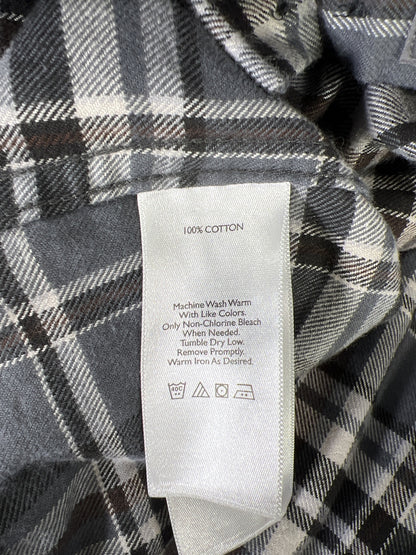 100% COTTON
Machine Wash Warm
With Like Colors.
Only Non-Chlorine Bleach
When Needed.
Tumble Dry Low.
Remove Promptly.
Warm Iron As Desired.
40C